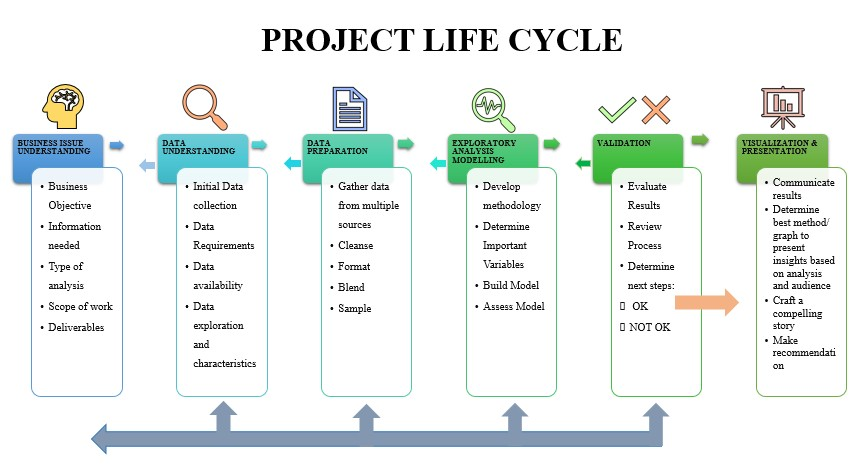 PROJECT LIFE CYCLE
BUSINESS ISSUE
UNDERSTANDING
• Business
Objective
• Information
needed
• Type of
analysis
• Scope of work
• Deliverables
DATA
UNDERSTANDING
• Initial Data
collection
• Data
Requirements
• Data
availability
• Data
exploration
and
characteristics
DATA
PREPARATION
• Gather data
from multiple
sources
• Cleanse
• Format
• Blend
• Sample
EXPLORATORY
ANALYSIS
MODELLING
• Develop
methodology
• Determine
Important
Variables
• Build Model
• Assess Model
VALIDATION
• Evaluate
Results
• Review
Process
• Determine
next steps:
▯ OK
▯ NOT OK
VISUALIZATION &
PRESENTATION
• Communicate
results
• Determine
best method/
graph to
present
insights based
on analysis
and audience
• Craft a
compelling
story
• Make
recommendati
on